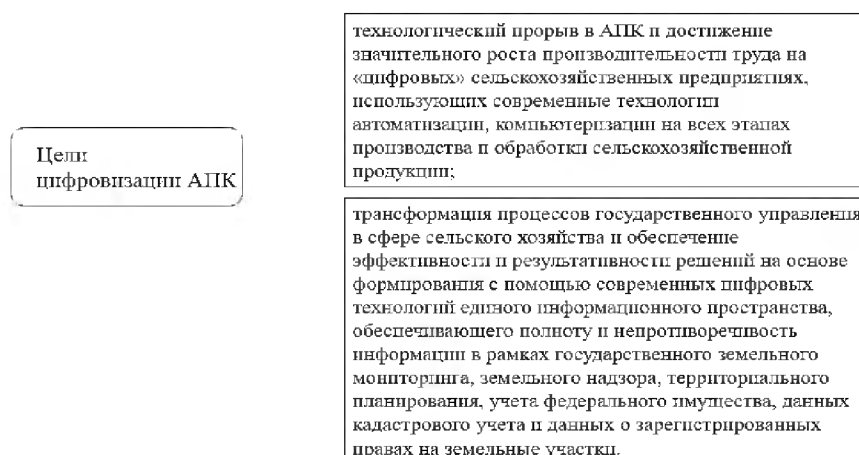 Цели
цифровизации АПК
технологический прорыв в АПК и достижение
значительного роста производительности труда на
«цифровых» сельскохозяйственных предприятиях,
использующих современные технологии
автоматизации, компьютеризации на всех этапах
производства и обработки сельскохозяйственной
продукции;
трансформация процессов государственного управления
в сфере сельского хозяйства и обеспечение
эффективности и результативности решений на основе
формирования с помощью современных цифровых
технологий единого информационного пространства,
обеспечивающего полноту и непротиворечивость
информации в рамках государственного земельного
мониторинга, земельного надзора, территориального
планирования, учета федерального имущества, данных
кадастрового учета и данных о зарегистрированных
правах на земельные участки.